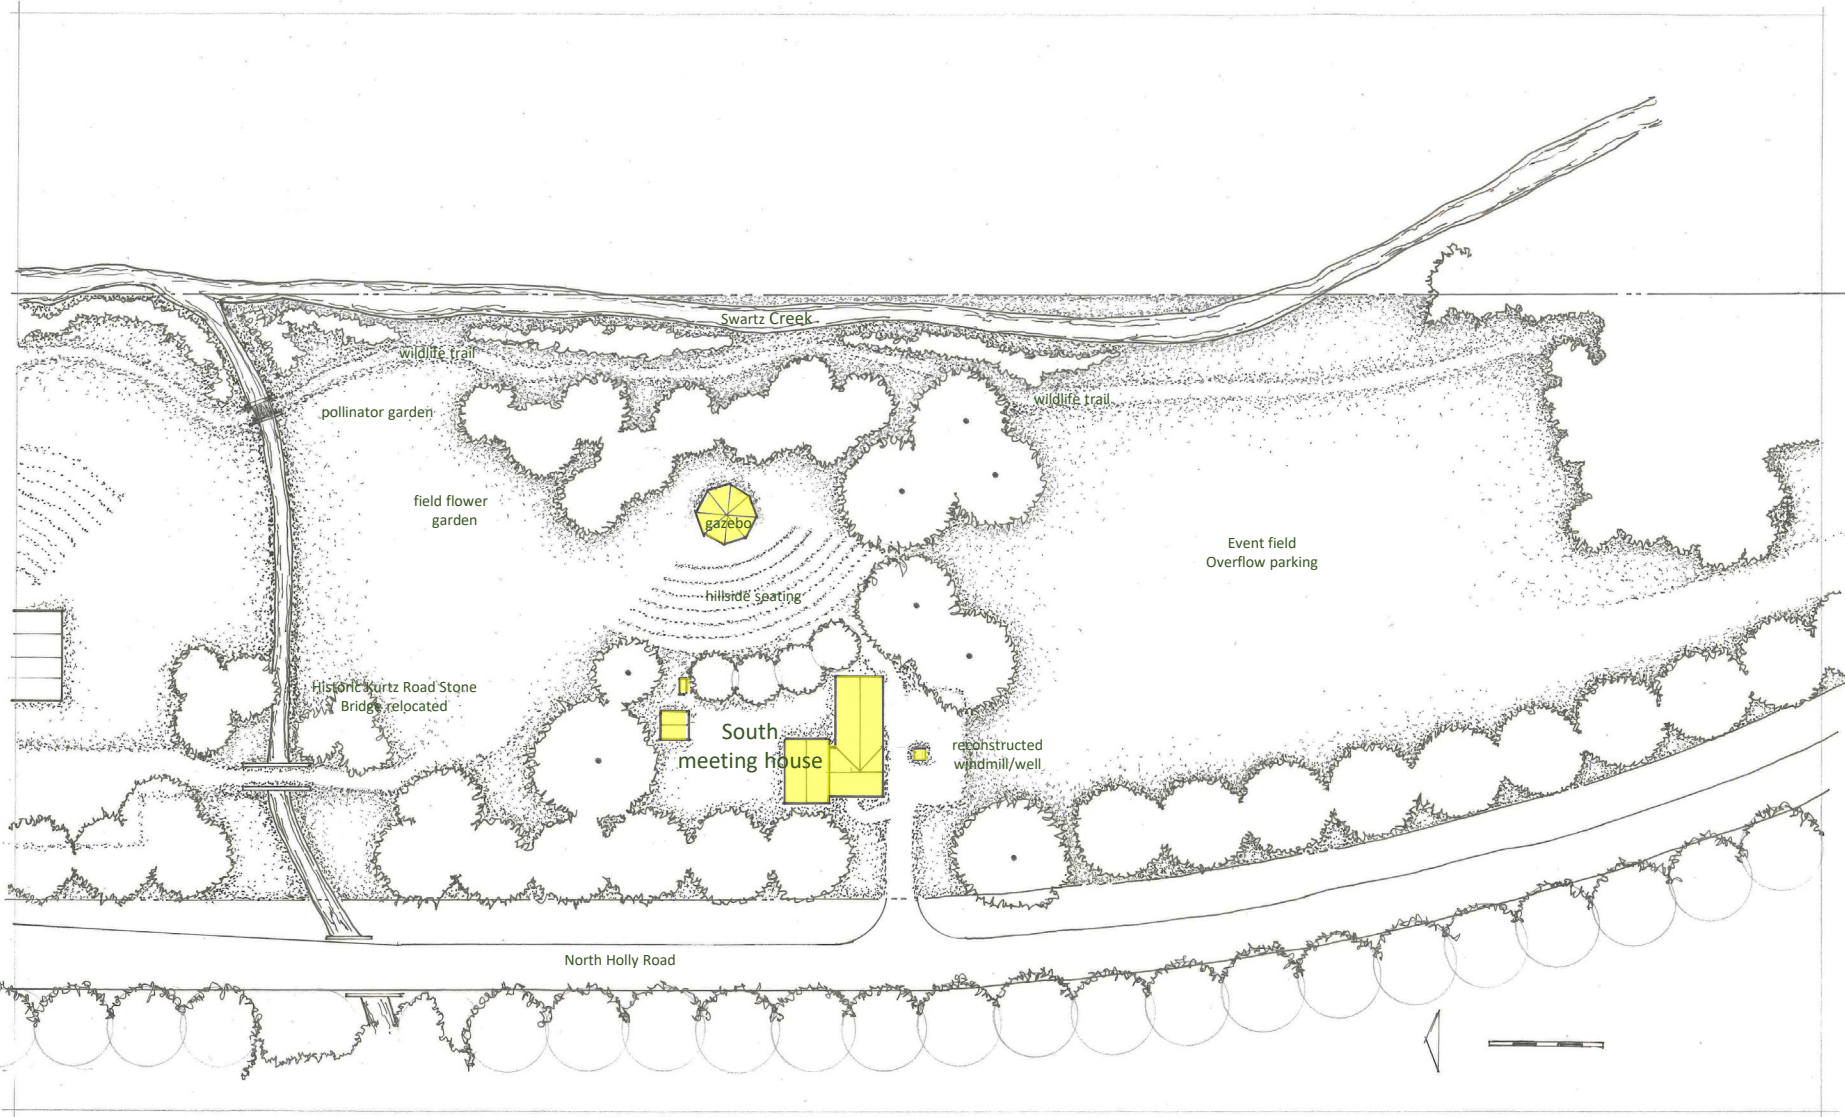 Swartz Creek
wildlife trail
wildlife trail
pollinator garden
field flower
garden
gazebo
Event field
Overflow parking
hillside seating
Historic Kurtz Road Stone
Bridge relocated
South
meeting house
reconstructed
windmill/well
North Holly Road